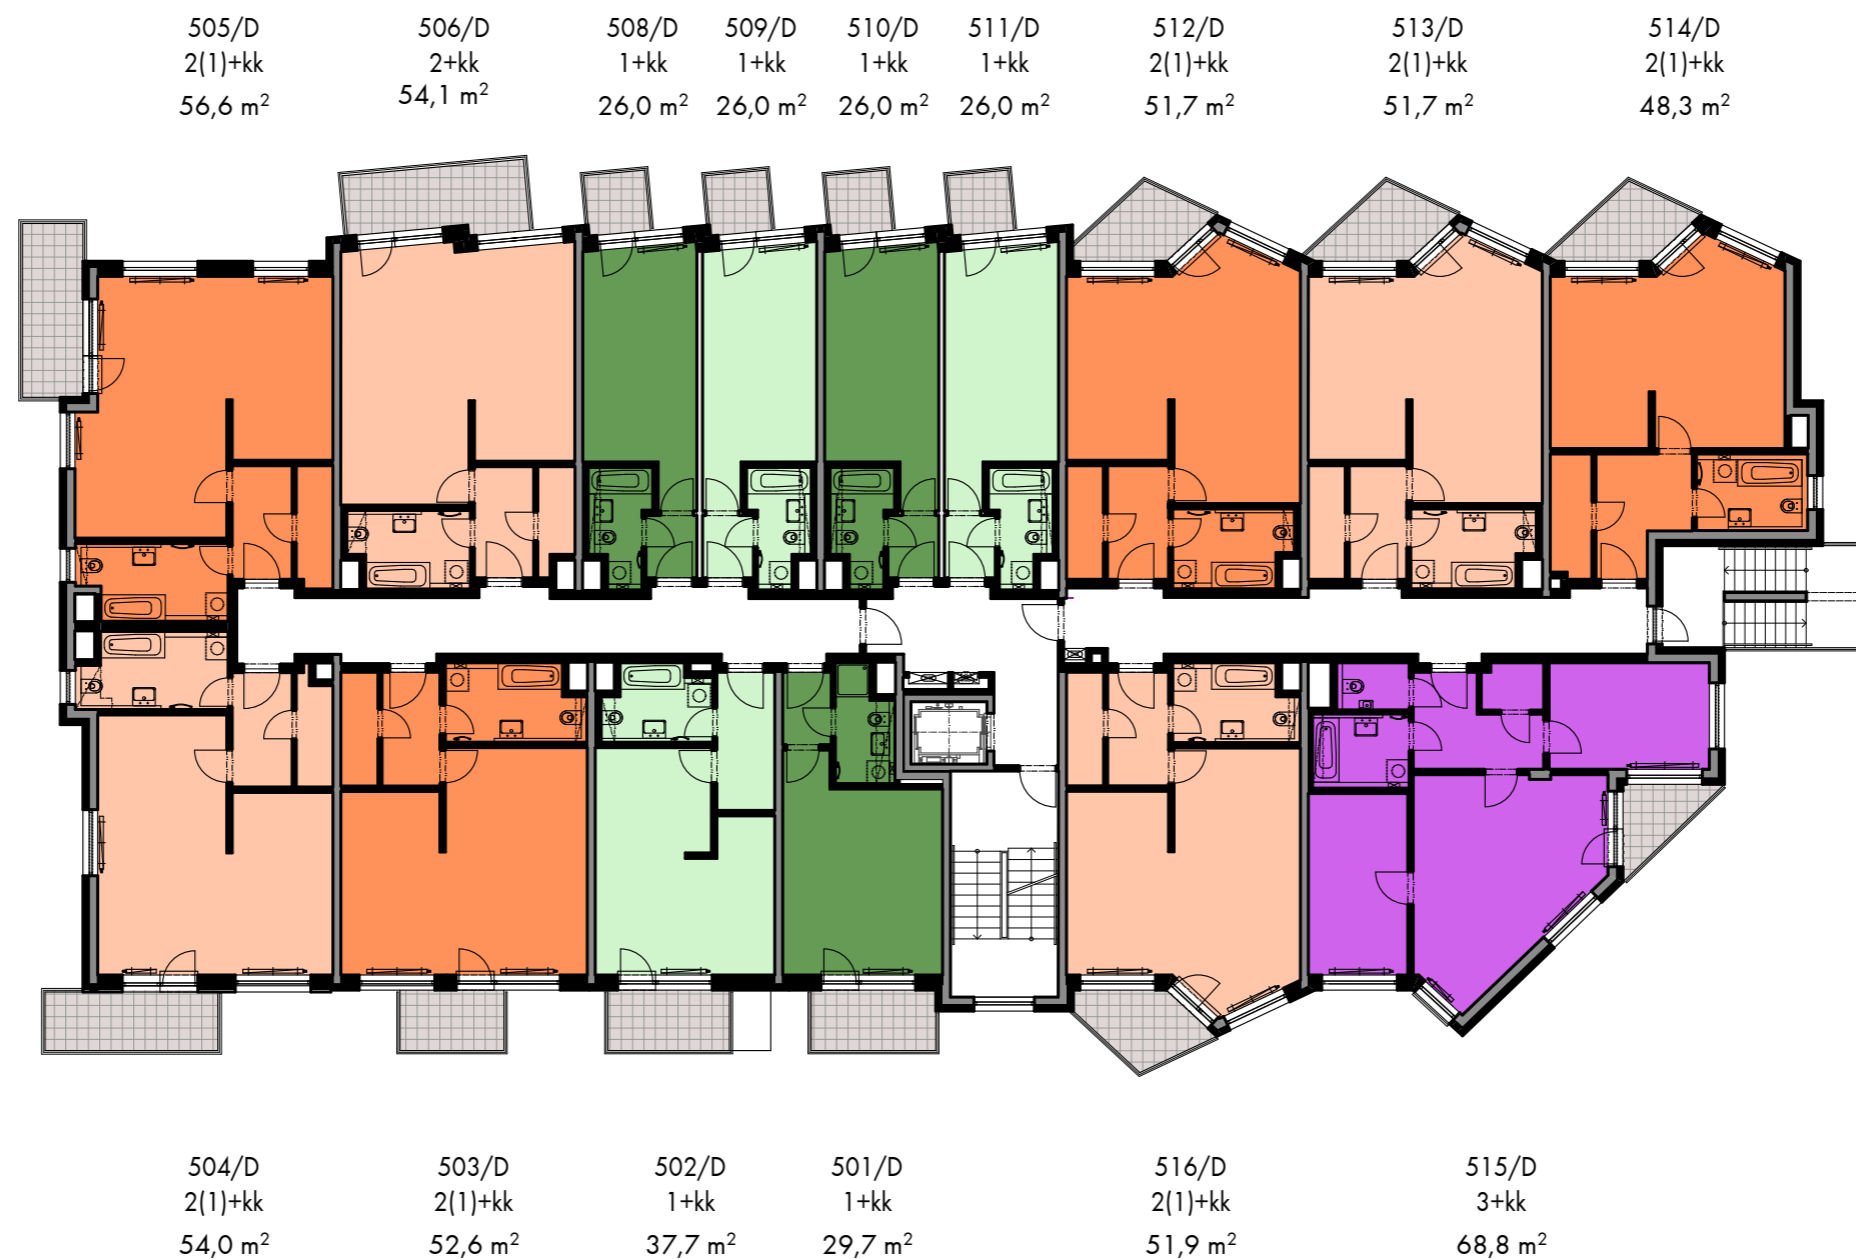 505/D
2(1)+kk
56,6 m²
506/D
2+kk
54,1 m²
508/D
1+kk
26,0 m²
509/D
1+kk
26,0 m²
510/D
1+kk
26,0 m²
511/D
1+kk
26,0 m²
512/D
2(1)+kk
51,7 m²
513/D
2(1)+kk
51,7 m²
514/D
2(1)+kk
48,3 m²
504/D
2(1)+kk
54,0 m²
503/D
2(1)+kk
52,6 m²
502/D
1+kk
37,7 m²
501/D
1+kk
29,7 m²
516/D
2(1)+kk
51,9 m²
515/D
3+kk
68,8 m²